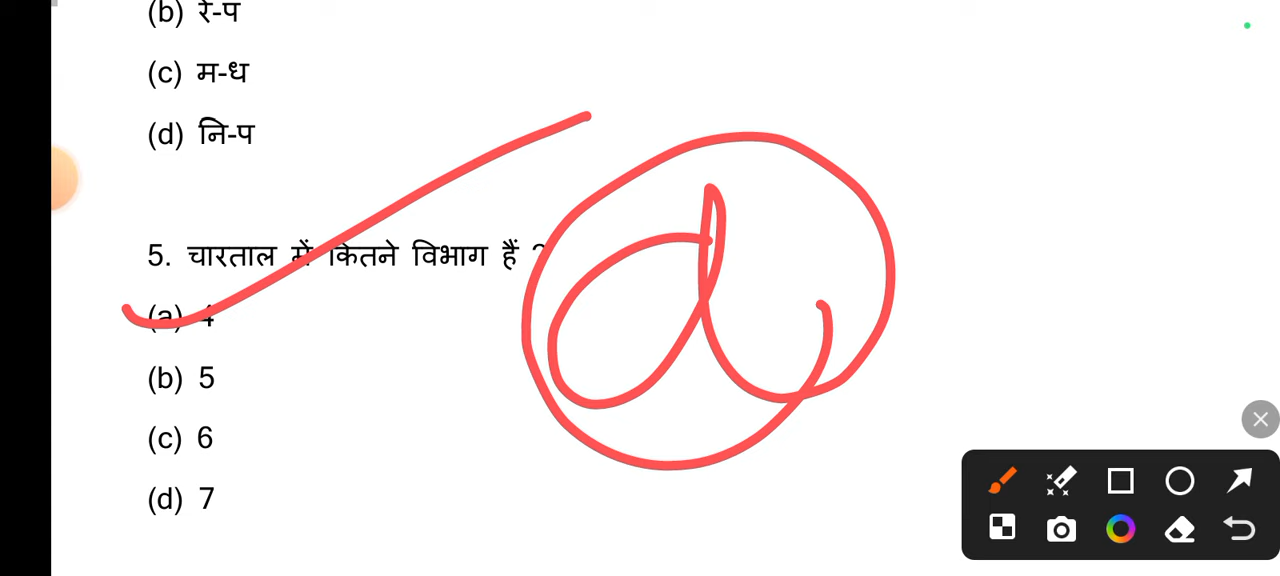 (b) रे-प
(c) म-ध
(d) नि-प
5. चारताल में कितने विभाग हैं ?
(a) 4
a
(b) 5
(c) 6
(d) 7